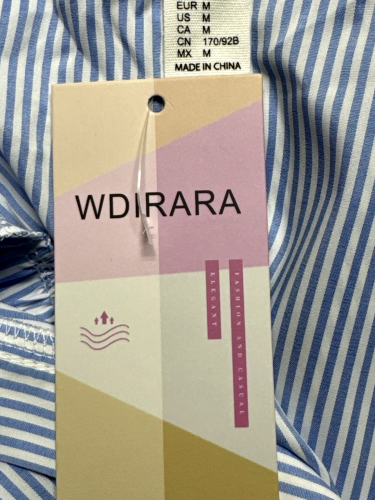 EUR M
US M
CA M
CN 170/92B
MX M
MADE IN CHINA
WDIRARA
ELEGANT
FASHION AND CASUAL